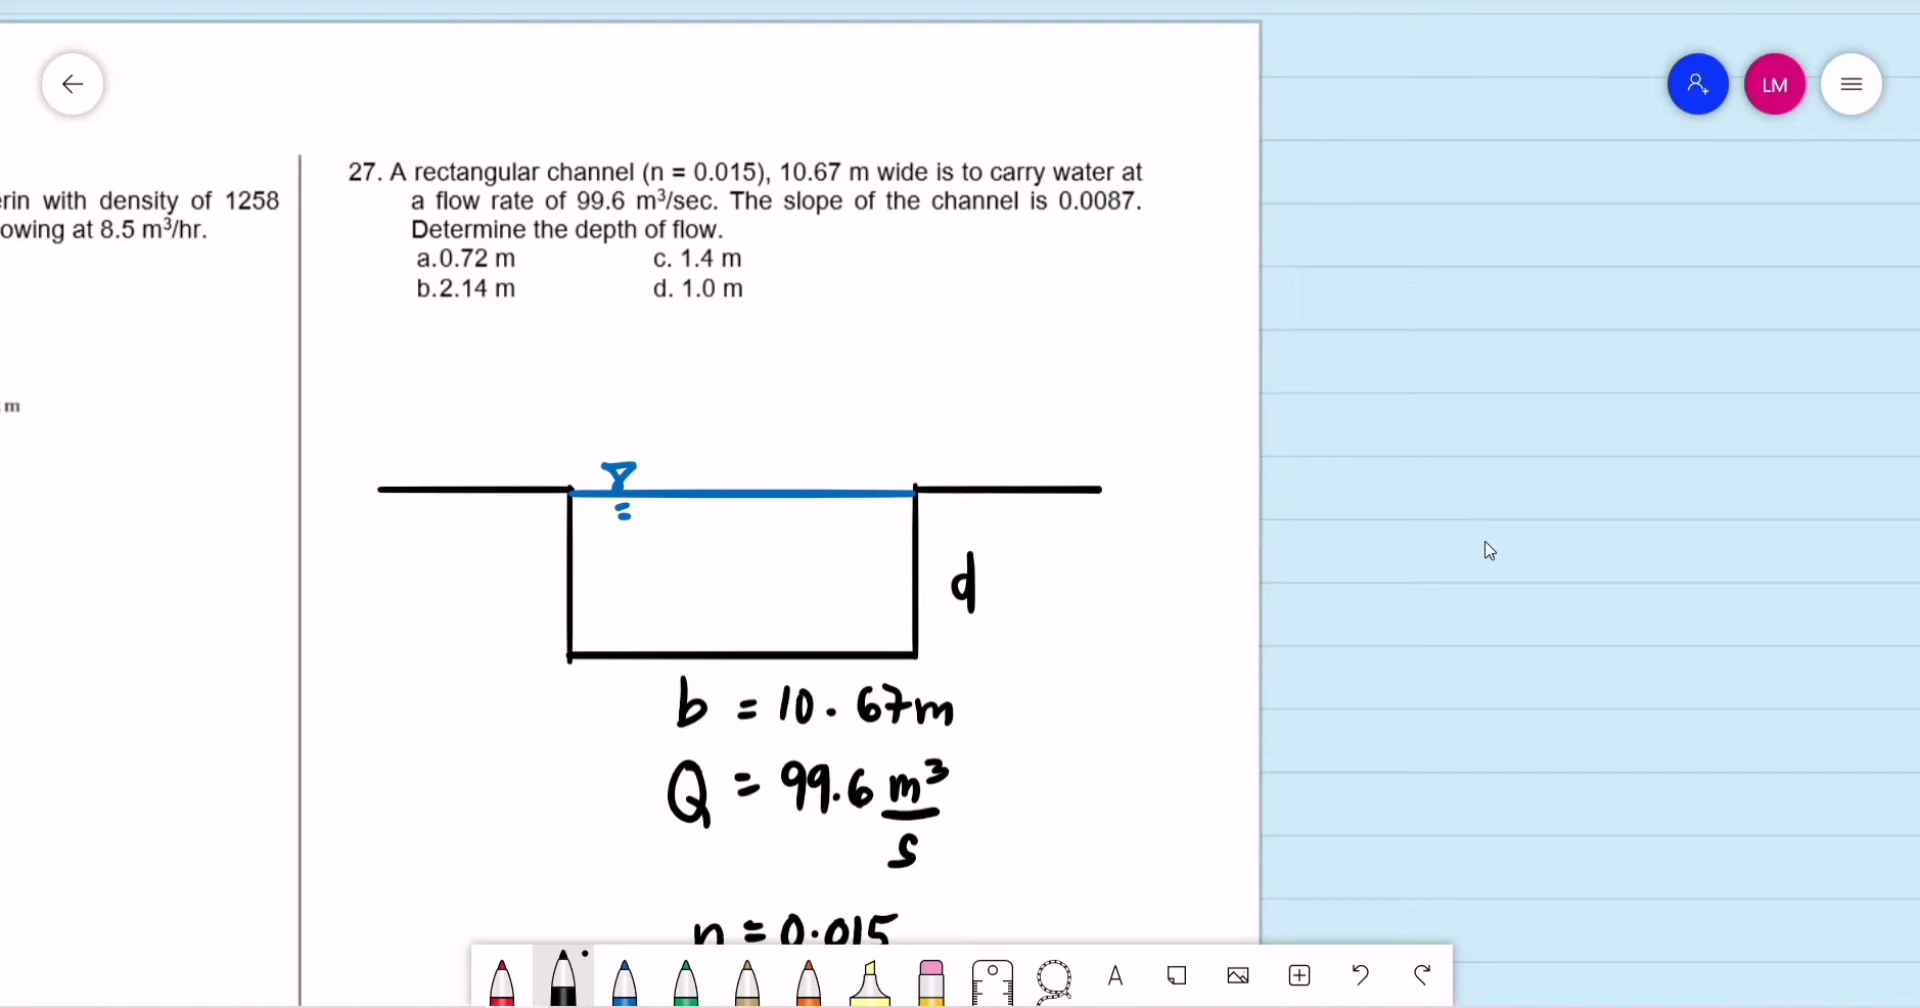 LM
erin with density of 1258
owing at 8.5 m³/hr.
m
27. A rectangular channel (n = 0.015), 10.67 m wide is to carry water at
a flow rate of 99.6 m³/sec. The slope of the channel is 0.0087.
Determine the depth of flow.
a.0.72 m c. 1.4 m
b.2.14 m d. 1.0 m
d
b = 10.67m
Q = 99.6 m³
s
n = 0.015
A